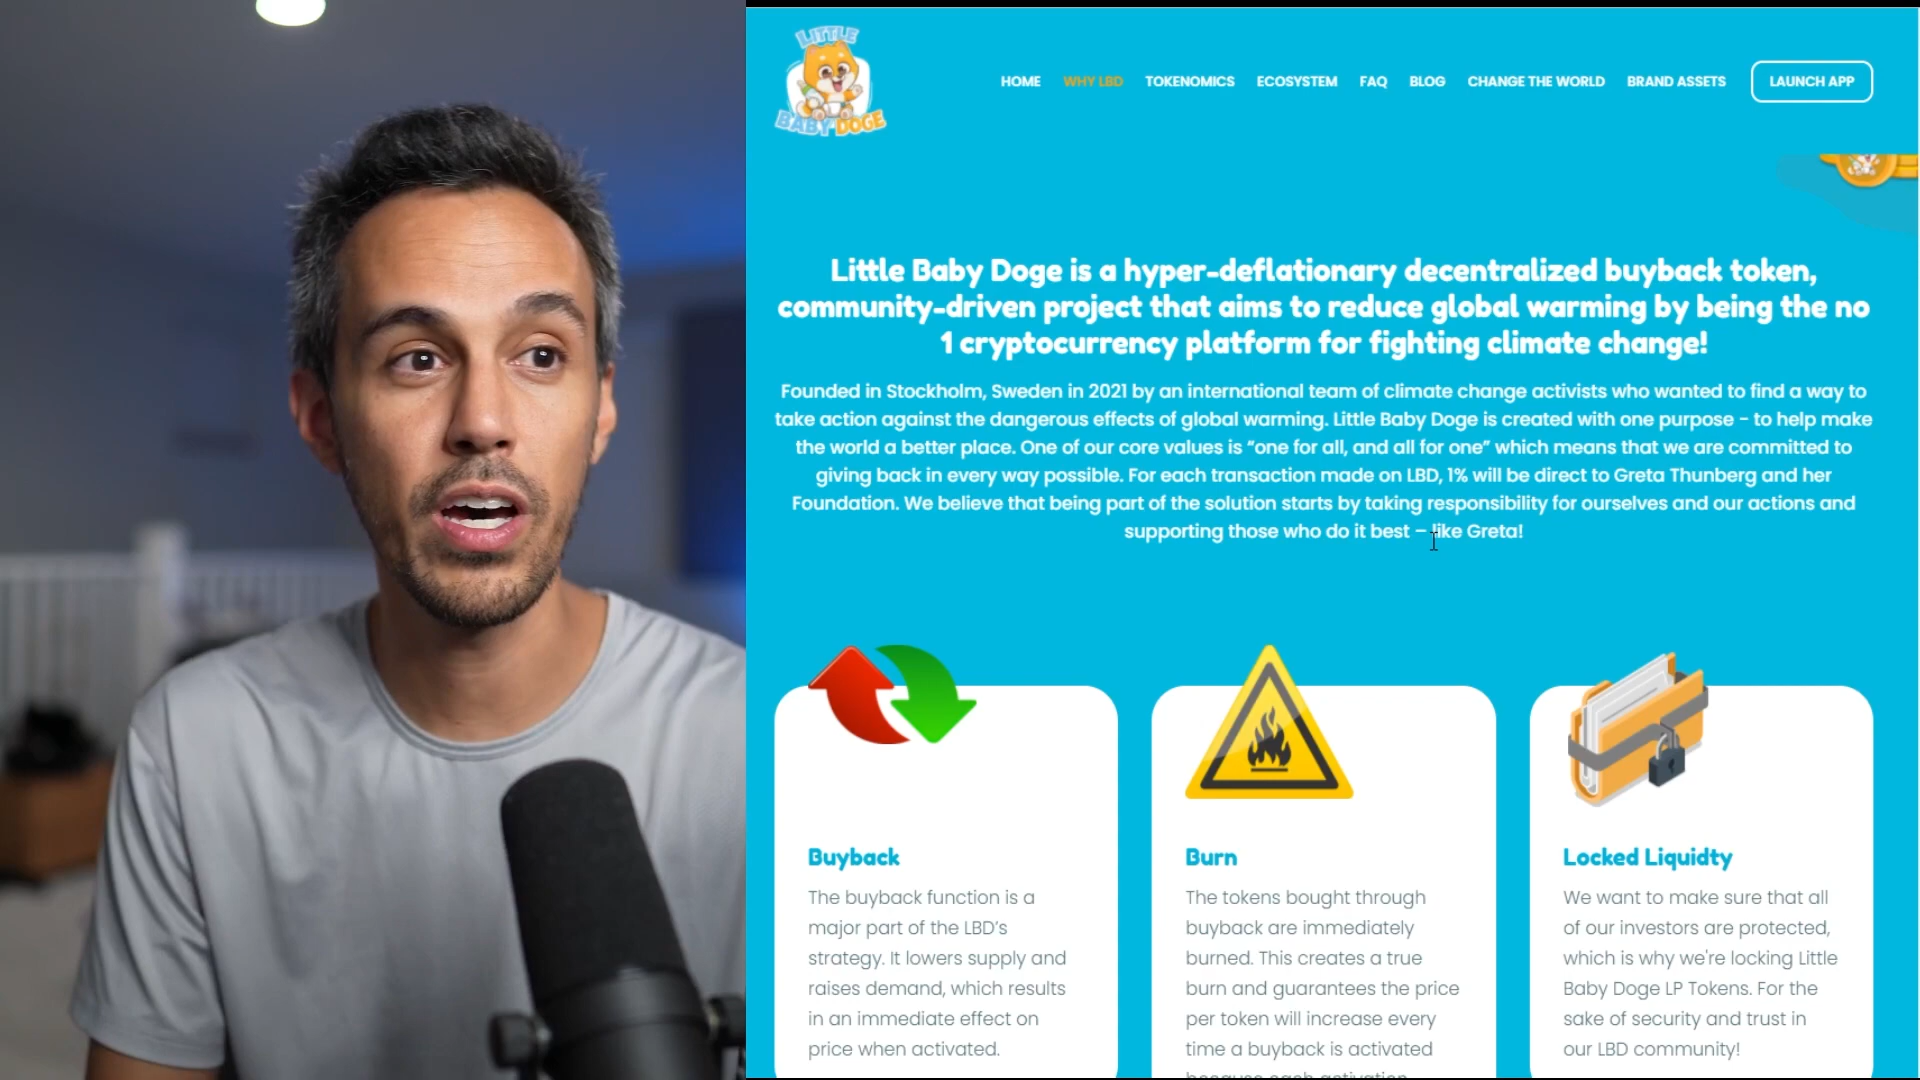 LITTLE
BABY DOGE
HOME WHY LBD TOKENOMICS ECOSYSTEM FAQ BLOG CHANGE THE WORLD BRAND ASSETS LAUNCH APP
Little Baby Doge is a hyper-deflationary decentralized buyback token,
community-driven project that aims to reduce global warming by being the no
1 cryptocurrency platform for fighting climate change!
Founded in Stockholm, Sweden in 2021 by an international team of climate change activists who wanted to find a way to
take action against the dangerous effects of global warming. Little Baby Doge is created with one purpose - to help make
the world a better place. One of our core values is “one for all, and all for one” which means that we are committed to
giving back in every way possible. For each transaction made on LBD, 1% will be direct to Greta Thunberg and her
Foundation. We believe that being part of the solution starts by taking responsibility for ourselves and our actions and
supporting those who do it best – like Greta!
Buyback
The buyback function is a
major part of the LBD’s
strategy. It lowers supply and
raises demand, which results
in an immediate effect on
price when activated.
Burn
The tokens bought through
buyback are immediately
burned. This creates a true
burn and guarantees the price
per token will increase every
time a buyback is activated
because each activation
Locked Liquidty
We want to make sure that all
of our investors are protected,
which is why we're locking Little
Baby Doge LP Tokens. For the
sake of security and trust in
our LBD community!